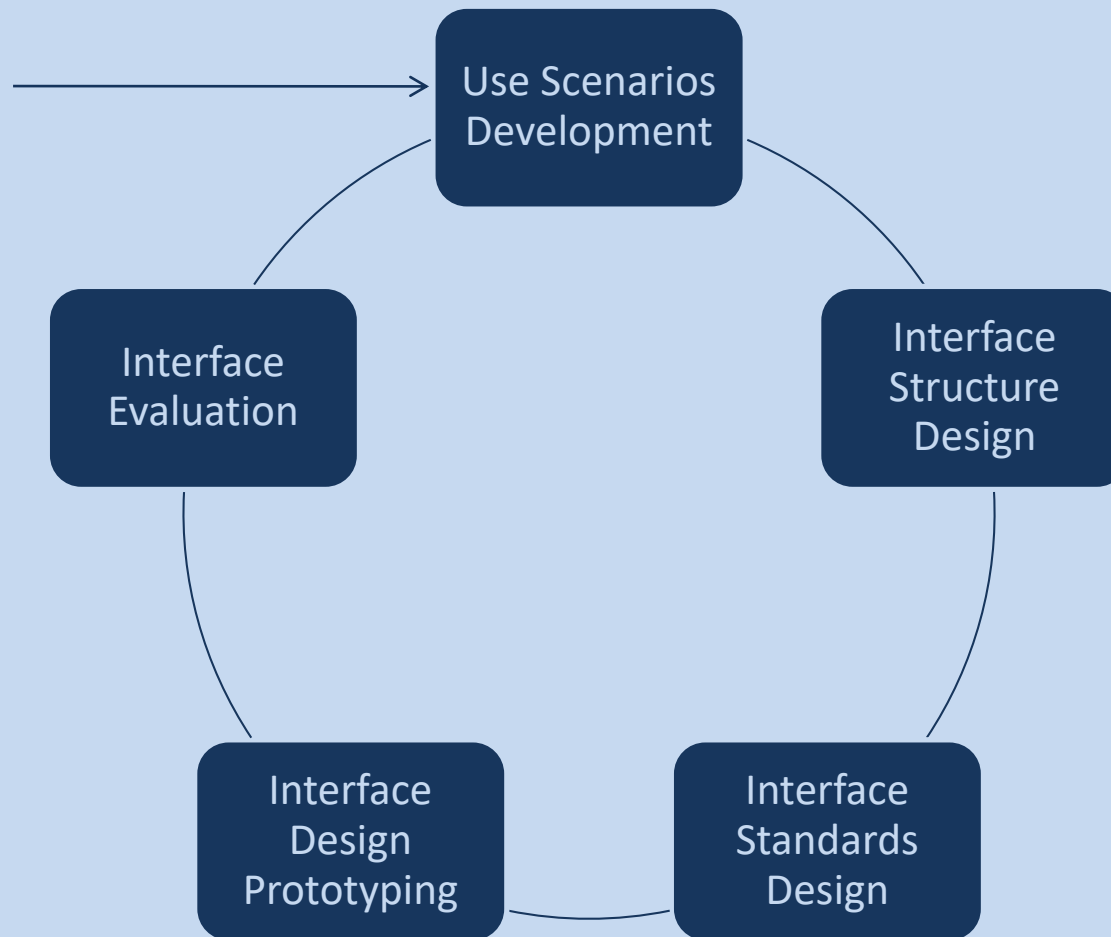 Use Scenarios
Development
Interface
Structure
Design
Interface
Standards
Design
Interface
Design
Prototyping
Interface
Evaluation